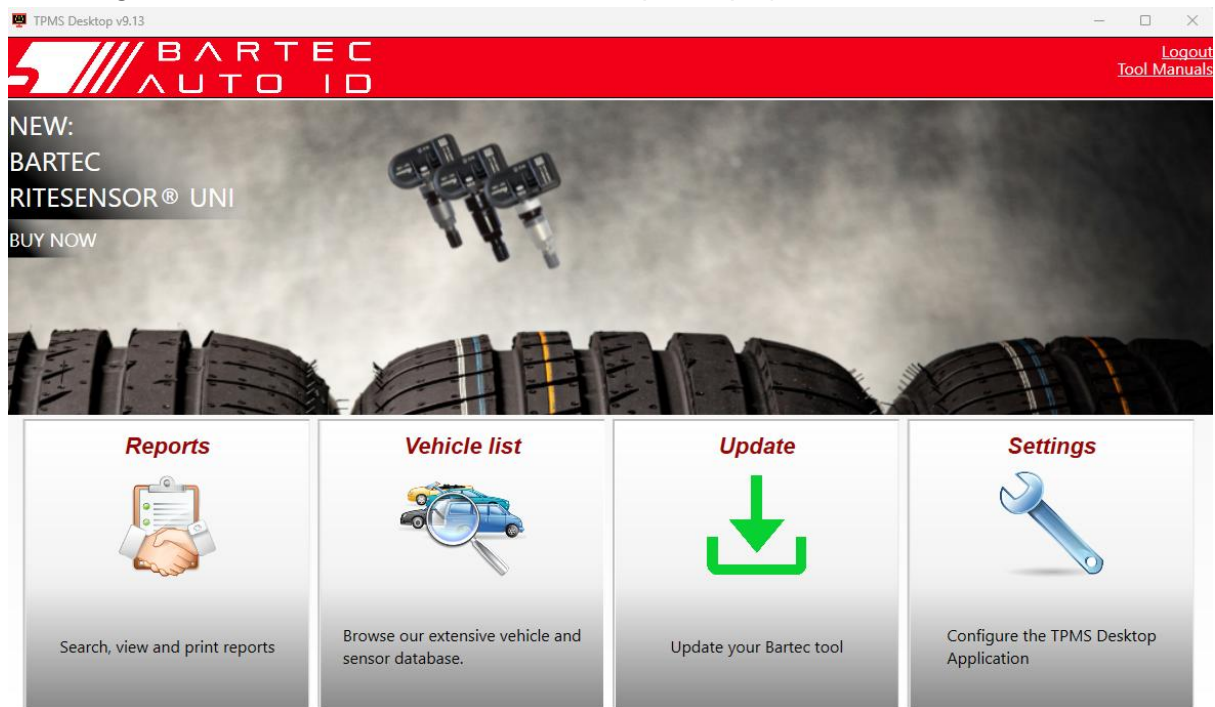 TPMS Desktop v9.13
BARTEC
AUTO ID
Logout
Tool Manuals
NEW:
BARTEC
RITESENSOR® UNI
BUY NOW
Reports
Vehicle list
Update
Settings
Search, view and print reports
Browse our extensive vehicle and
sensor database.
Update your Bartec tool
Configure the TPMS Desktop
Application